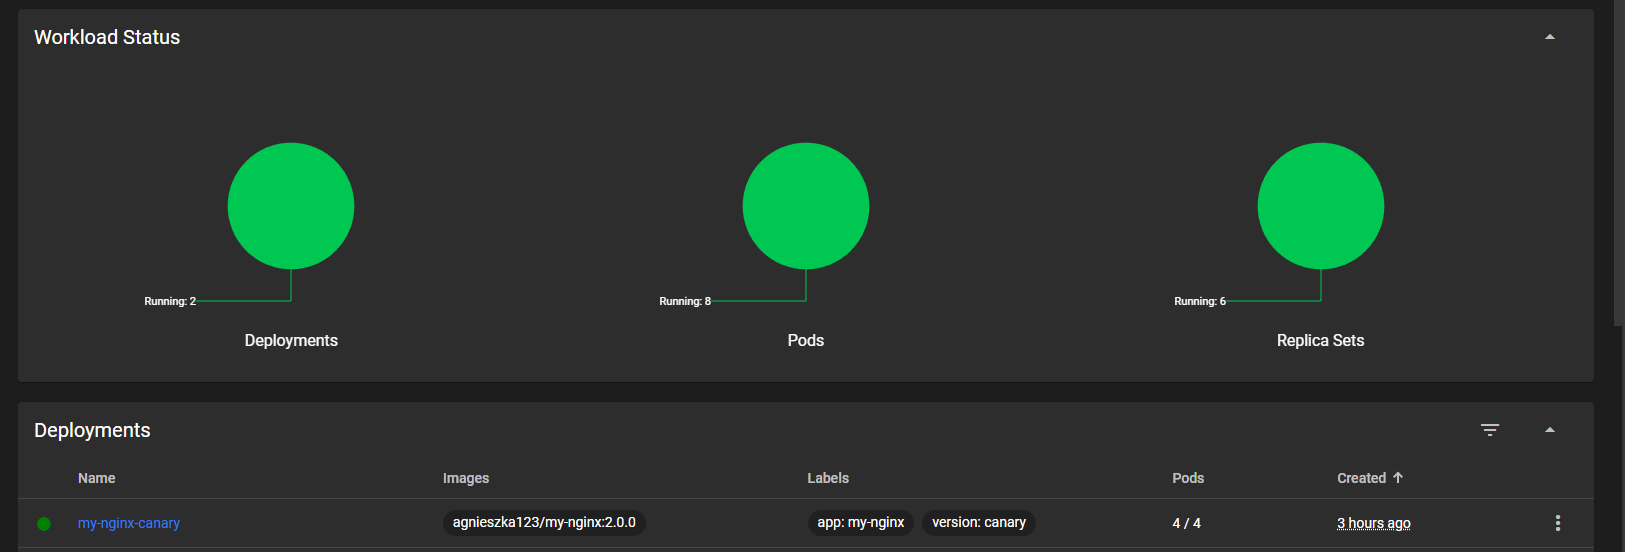 Workload Status
Running: 2
Running: 8
Running: 6
Deployments
Pods
Replica Sets
Deployments
Name Images Labels Pods Created
my-nginx-canary agnieszka123/my-nginx:2.0.0 app: my-nginx version: canary 4 / 4 3 hours ago